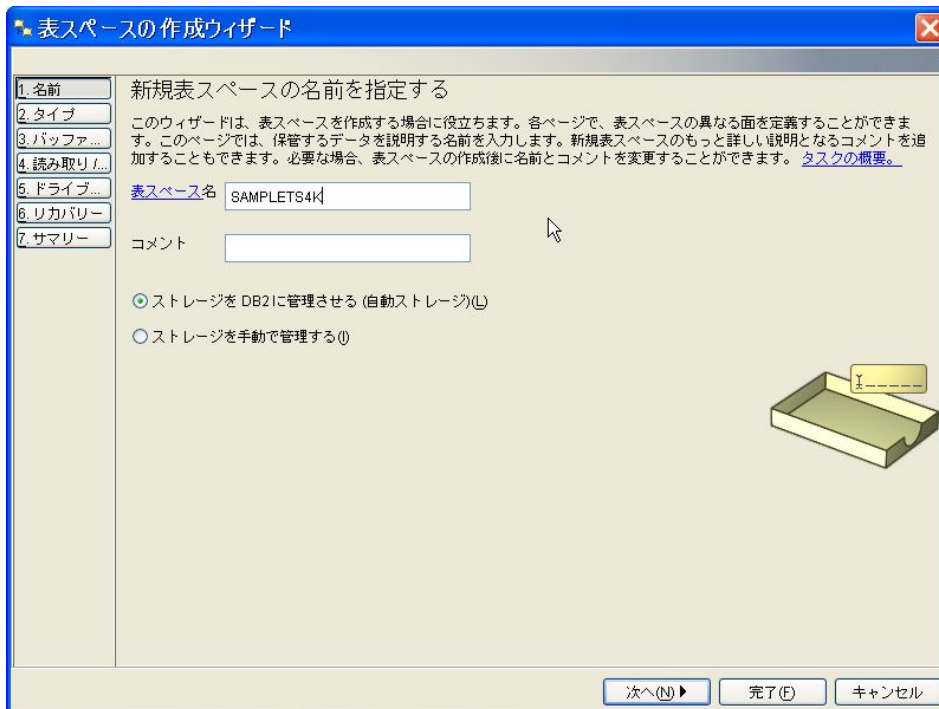 表スペースの作成ウィザード
1. 名前
2. タイプ
3. バッファ...
4. 読み取り /...
5. ドライブ...
6. リカバリー
7. サマリー
新規表スペースの名前を指定する
このウィザードは、表スペースを作成する場合に役立ちます。各ページで、表スペースの異なる面を定義することができま
す。このページでは、保管するデータを説明する名前を入力します。新規表スペースのもっと詳しい説明となるコメントを追
加することもできます。必要な場合、表スペースの作成後に名前とコメントを変更することができます。 タスクの概要。
表スペース名 SAMPLETS4K
コメント
ストレージを DB2 に管理させる (自動ストレージ)(L)
ストレージを手動で管理する(I)
次へ(N)
完了(F)
キャンセル